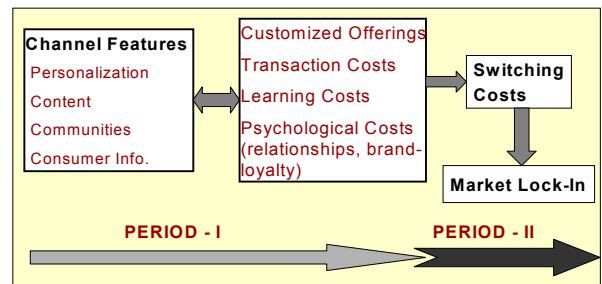 Channel Features
Personalization
Content
Communities
Consumer Info.
Customized Offerings
Transaction Costs
Learning Costs
Psychological Costs
(relationships, brand-
loyalty)
Switching
Costs
Market Lock-In
PERIOD - I
PERIOD - II